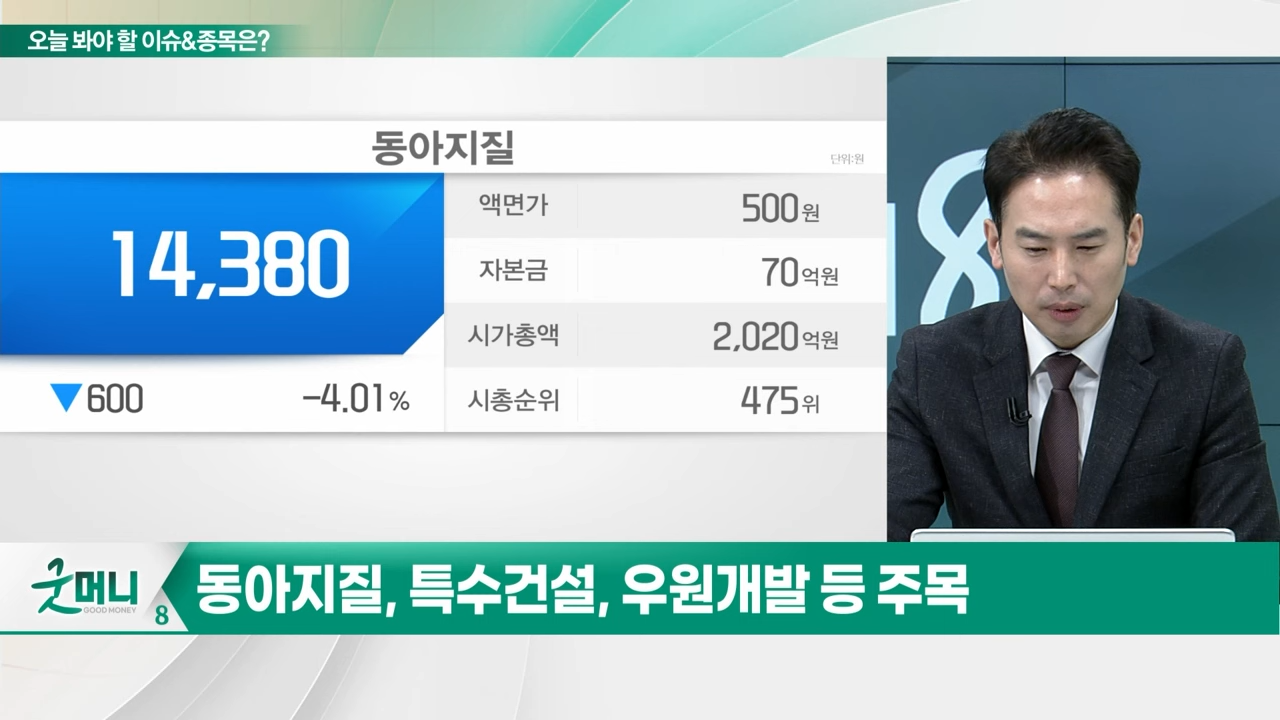 오늘 봐야 할 이슈&종목은?
동아지질
단위:원
14,380
▼600 -4.01%
액면가 500원
자본금 70억원
시가총액 2,020억원
시총순위 475위
8
굿머니
GOOD MONEY
8
동아지질, 특수건설, 우원개발 등 주목